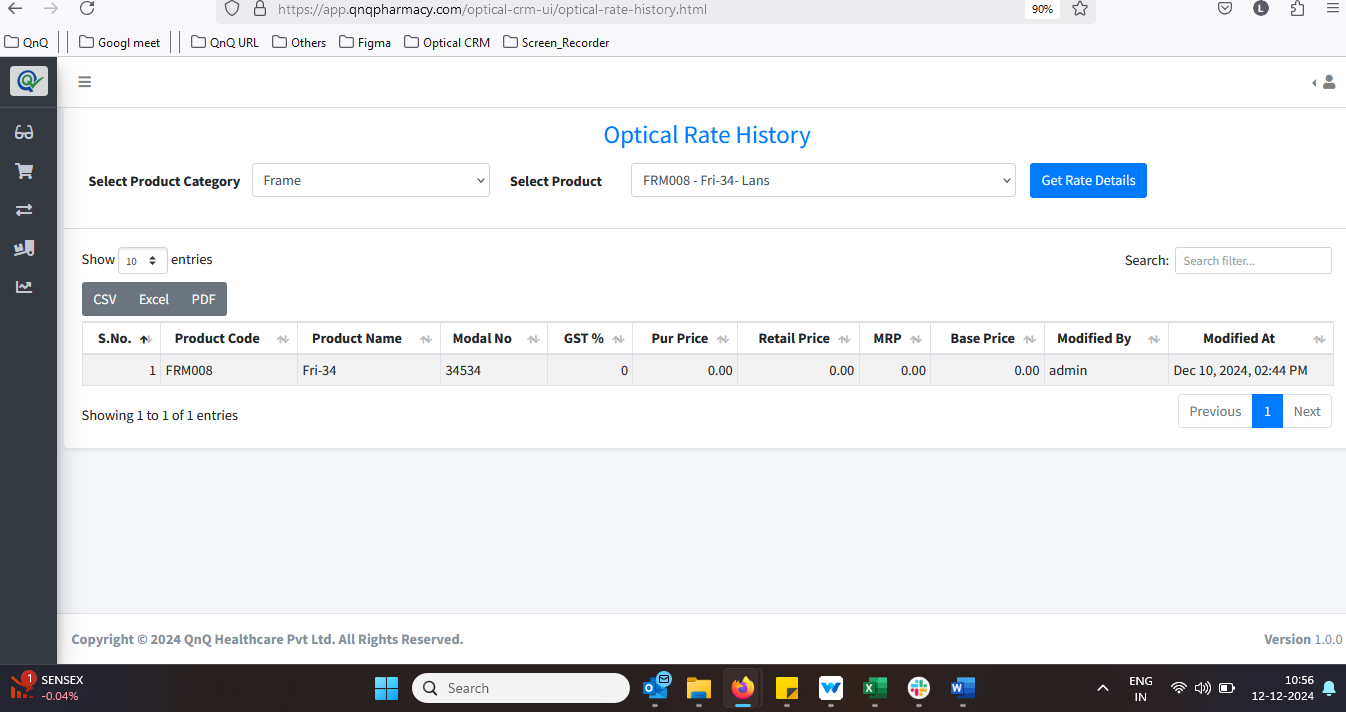 https://app.qnqpharmacy.com/optical-crm-ui/optical-rate-history.html 90% L
QnQ Googl meet QnQ URL Others Figma Optical CRM Screen_Recorder
Optical Rate History
Select Product Category Frame Select Product FRM008 - Fri-34- Lans Get Rate Details
Show 10 entries Search: Search filter...
CSV Excel PDF
S.No. Product Code Product Name Modal No GST % Pur Price Retail Price MRP Base Price Modified By Modified At
1 FRM008 Fri-34 34534 0 0.00 0.00 0.00 0.00 admin Dec 10, 2024, 02:44 PM
Showing 1 to 1 of 1 entries Previous 1 Next
Copyright © 2024 QnQ Healthcare Pvt Ltd. All Rights Reserved. Version 1.0.0
1 SENSEX Search ENG 10:56
-0.04% IN 12-12-2024